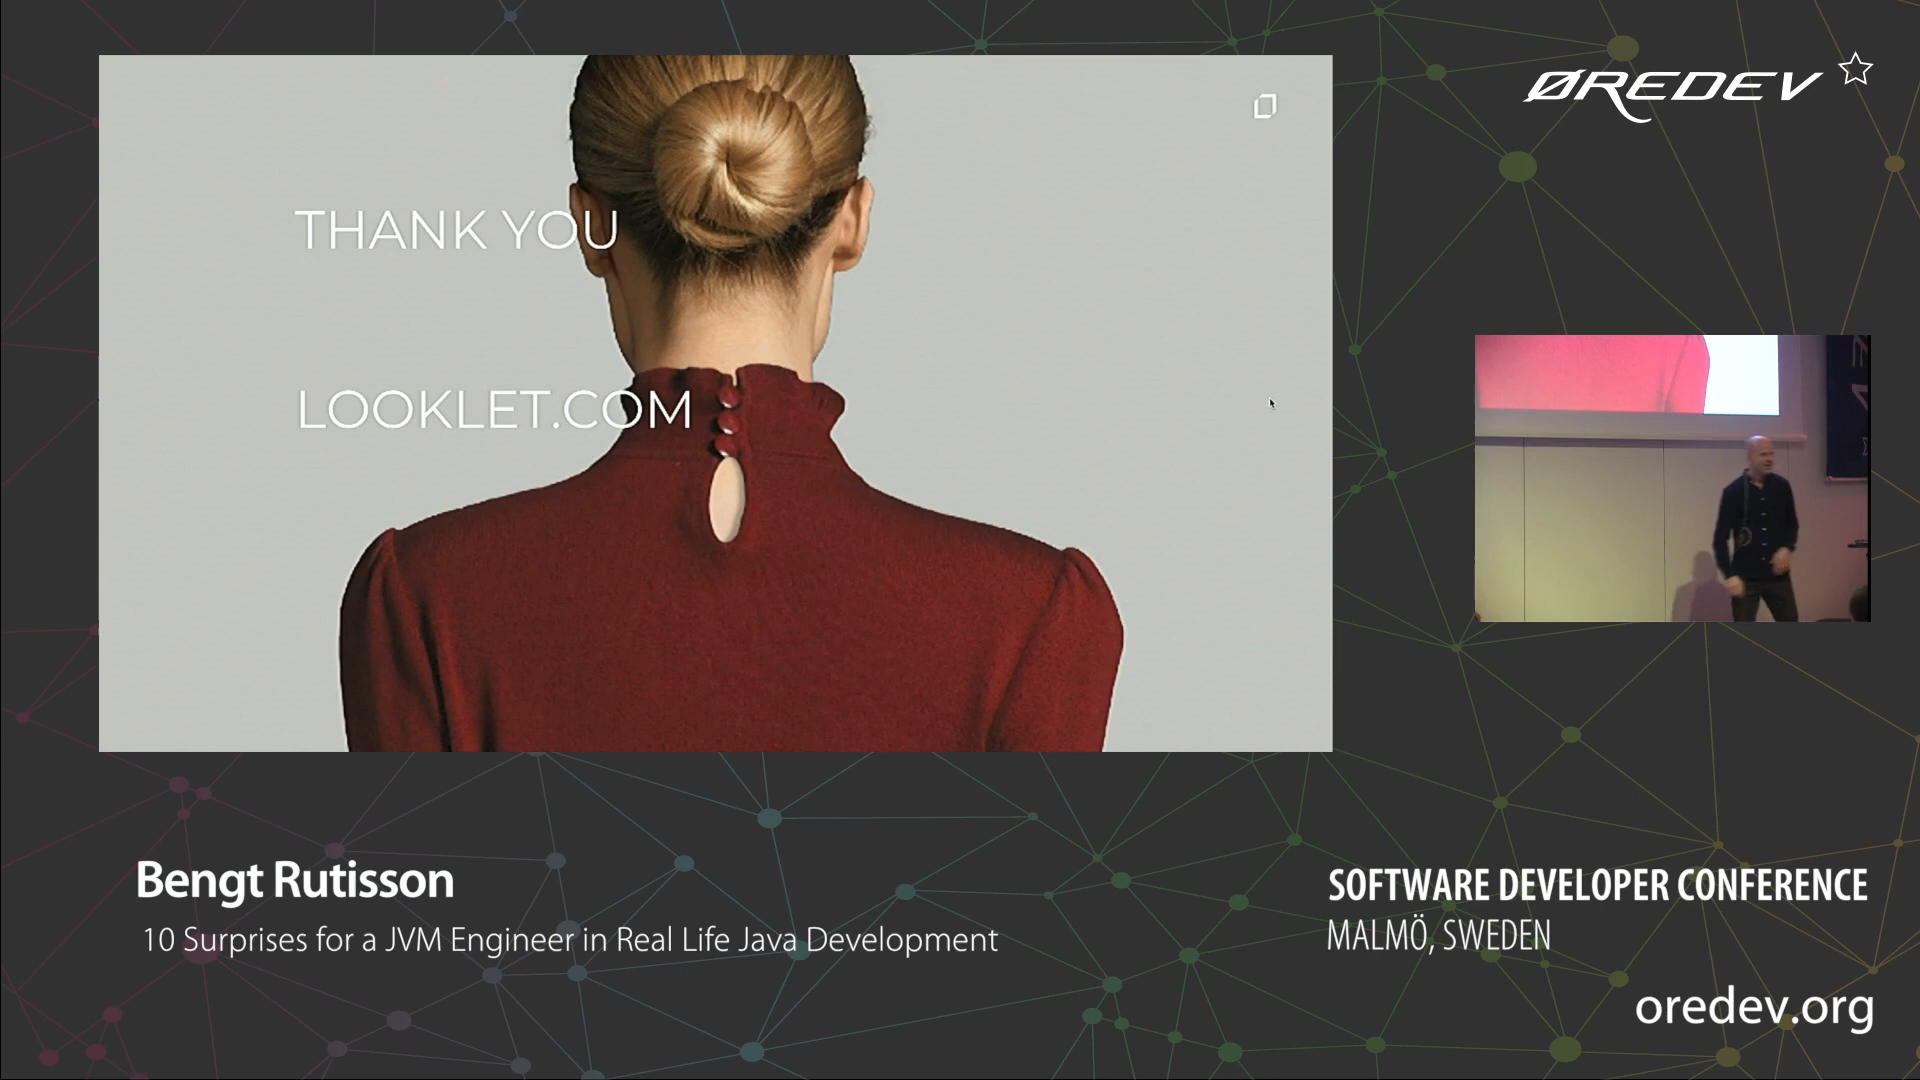 ØREDEV
THANK YOU
LOOKLET.COM
Bengt Rutisson
10 Surprises for a JVM Engineer in Real Life Java Development
SOFTWARE DEVELOPER CONFERENCE
MALMÖ, SWEDEN
oredev.org